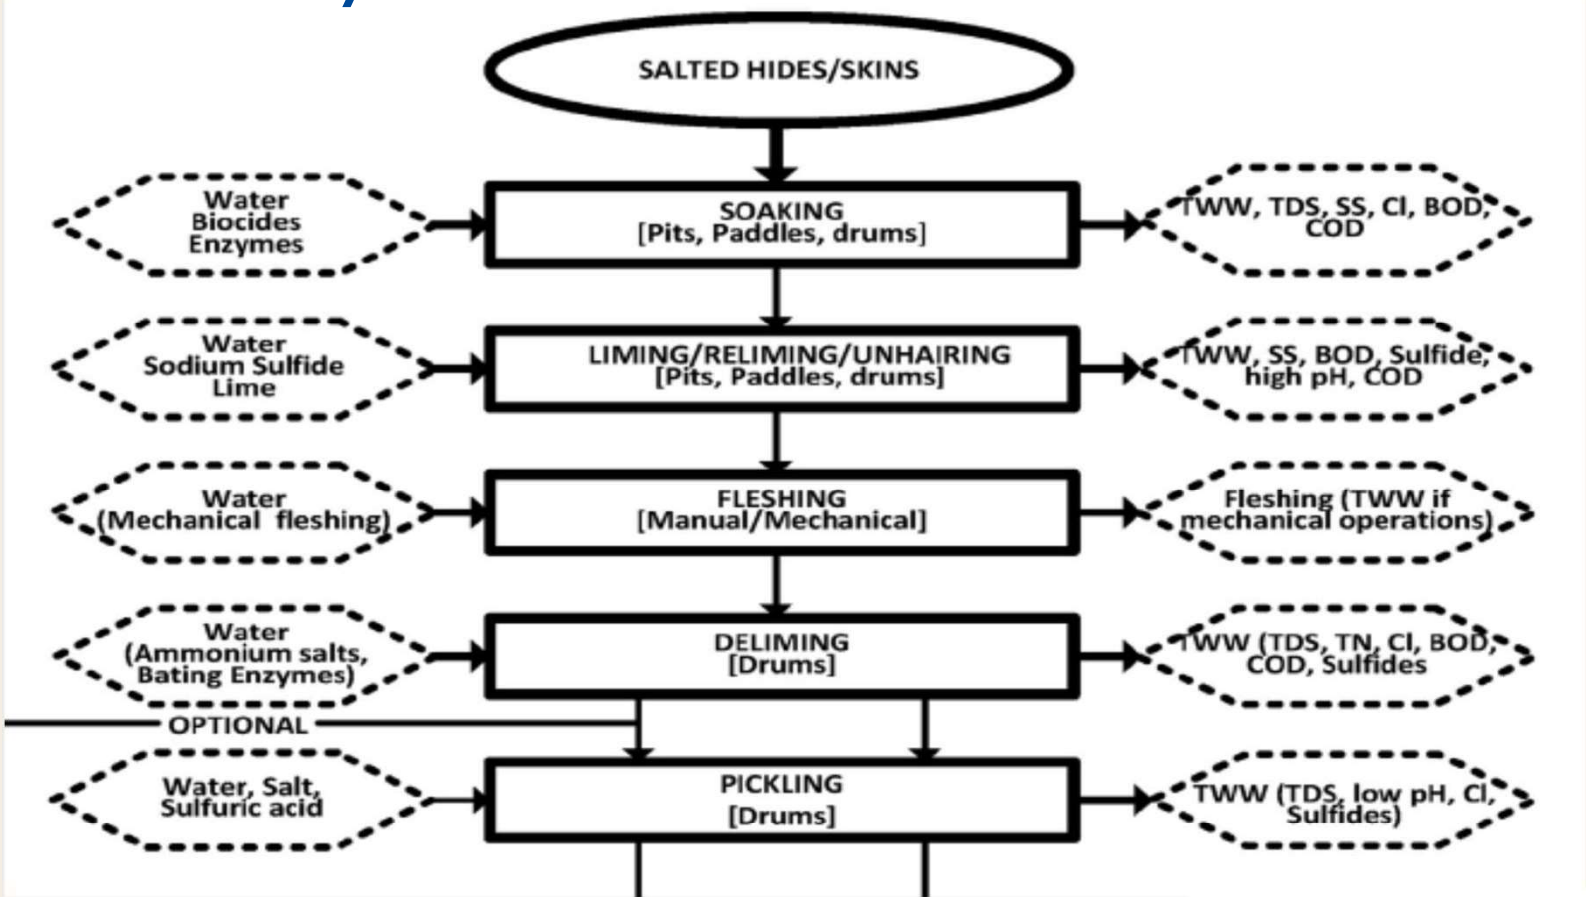 SALTED HIDES/SKINS
Water
Biocides
Enzymes
SOAKING
[Pits, Paddles, drums]
TWW, TDS, SS, Cl, BOD,
COD
Water
Sodium Sulfide
Lime
LIMING/RELIMING/UNHAIRING
[Pits, Paddles, drums]
TWW, SS, BOD, Sulfide,
high pH, COD
Water
(Mechanical fleshing)
FLESHING
[Manual/Mechanical]
Fleshing (TWW if
mechanical operations)
Water
(Ammonium salts,
Bating Enzymes)
DELIMING
[Drums]
TWW (TDS, TN, Cl, BOD,
COD, Sulfides
OPTIONAL
Water, Salt,
Sulfuric acid
PICKLING
[Drums]
TWW (TDS, low pH, Cl,
Sulfides)